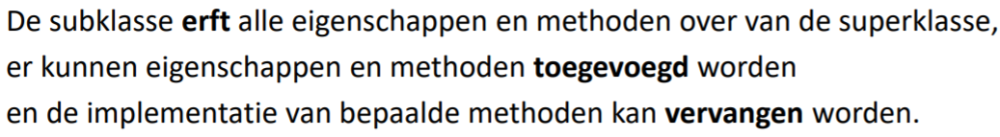 De subklasse erft alle eigenschappen en methoden over van de superklasse,
er kunnen eigenschappen en methoden toegevoegd worden
en de implementatie van bepaalde methoden kan vervangen worden.